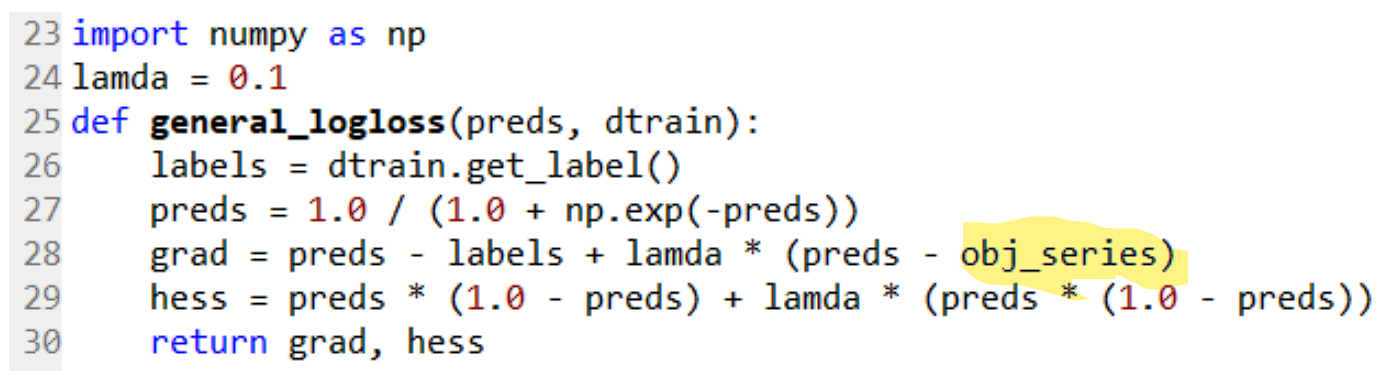 23 import numpy as np
24 lamda = 0.1
25 def general_logloss(preds, dtrain):
26     labels = dtrain.get_label()
27     preds = 1.0 / (1.0 + np.exp(-preds))
28     grad = preds - labels + lamda * (preds - obj_series)
29     hess = preds * (1.0 - preds) + lamda * (preds * (1.0 - preds))
30     return grad, hess